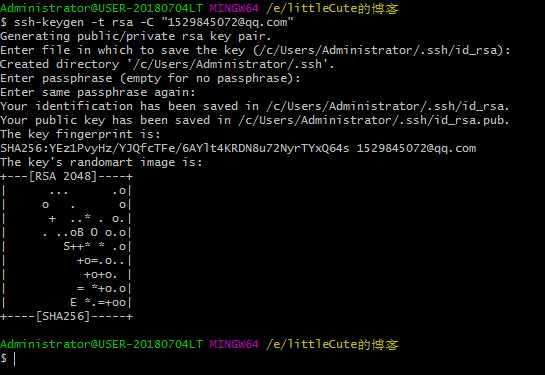 Administrator@USER-20180704LT MINGW64 /e/littleCute的博客
$ ssh-keygen -t rsa -C "1529845072@qq.com"
Generating public/private rsa key pair.
Enter file in which to save the key (/c/Users/Administrator/.ssh/id_rsa):
Created directory '/c/Users/Administrator/.ssh'.
Enter passphrase (empty for no passphrase):
Enter same passphrase again:
Your identification has been saved in /c/Users/Administrator/.ssh/id_rsa.
Your public key has been saved in /c/Users/Administrator/.ssh/id_rsa.pub.
The key fingerprint is:
SHA256:YEz1PvyHz/YJQfcTFe/6AYlt4KRDN8u72NyrTYxQ64s 1529845072@qq.com
The key's randomart image is:
+---[RSA 2048]----+
|      ...      .o|
|     o   .      o|
|      +  ..* . o.|
|     . ..oB O o.o|
|        S++* * .o|
|          +o=.o..|
|           +o+o. |
|          = *+o.o|
|         E *.=+oo|
+----[SHA256]-----+
Administrator@USER-20180704LT MINGW64 /e/littleCute的博客
$